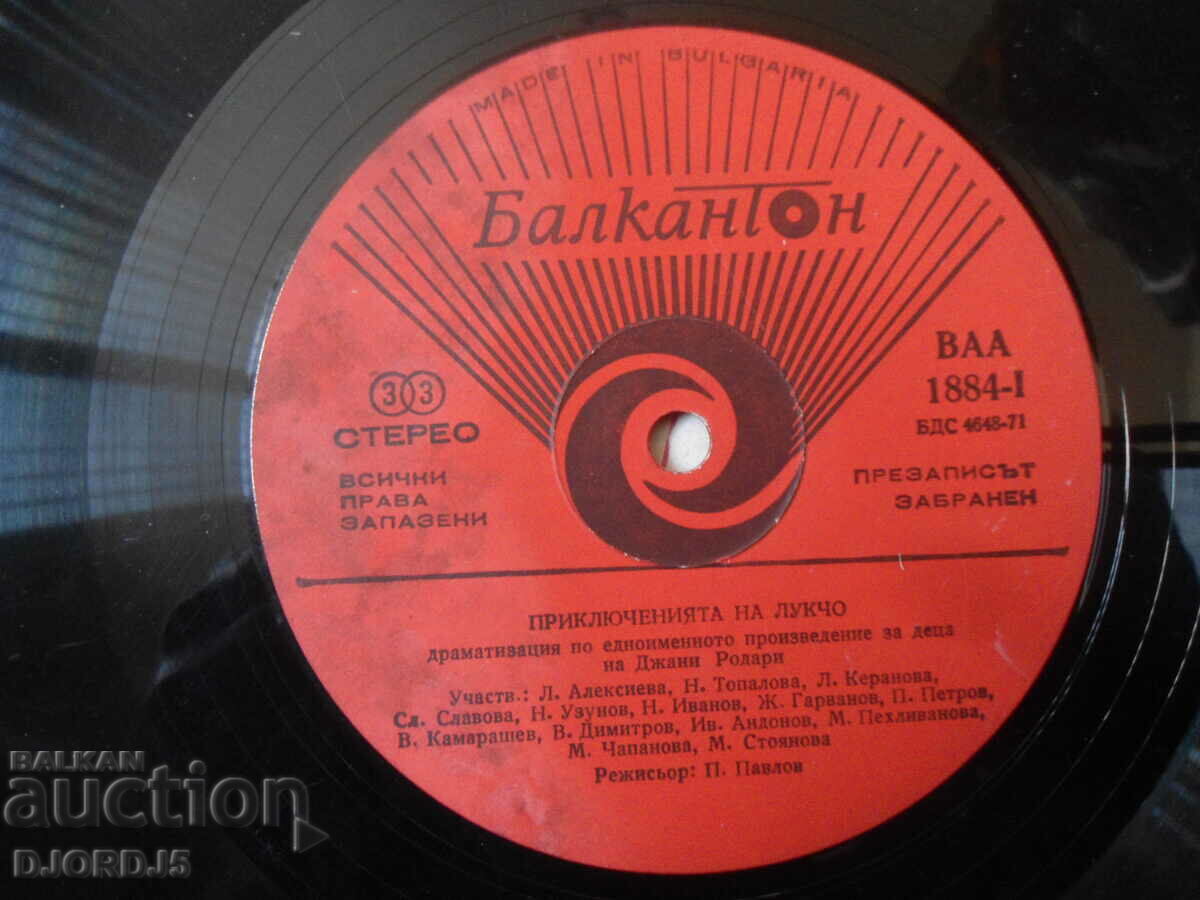 MADE IN BULGARIA
Балкантон
33
СТЕРЕО
ВСИЧКИ
ПРАВА
ЗАПАЗЕНИ
ВАА
1884-I
БДС 4648-71
ПРЕЗАПИСЪТ
ЗАБРАНЕН
ПРИКЛЮЧЕНИЯТА НА ЛУКЧО
драмативация по едноименното произведение за деца
на Джани Родари
Участв.: Л. Алексиева, Н. Топалова, Л. Керанова,
Сл. Славова, Н. Узунов, Н. Иванов, Ж. Гарванов, П. Петров,
В. Камарашев, В. Димитров, Ив. Андонов, М. Пехливанова,
М. Чапанова, М. Стоянова
Режисьор: П. Павлов
BALKAN
auction
DJORD_J5